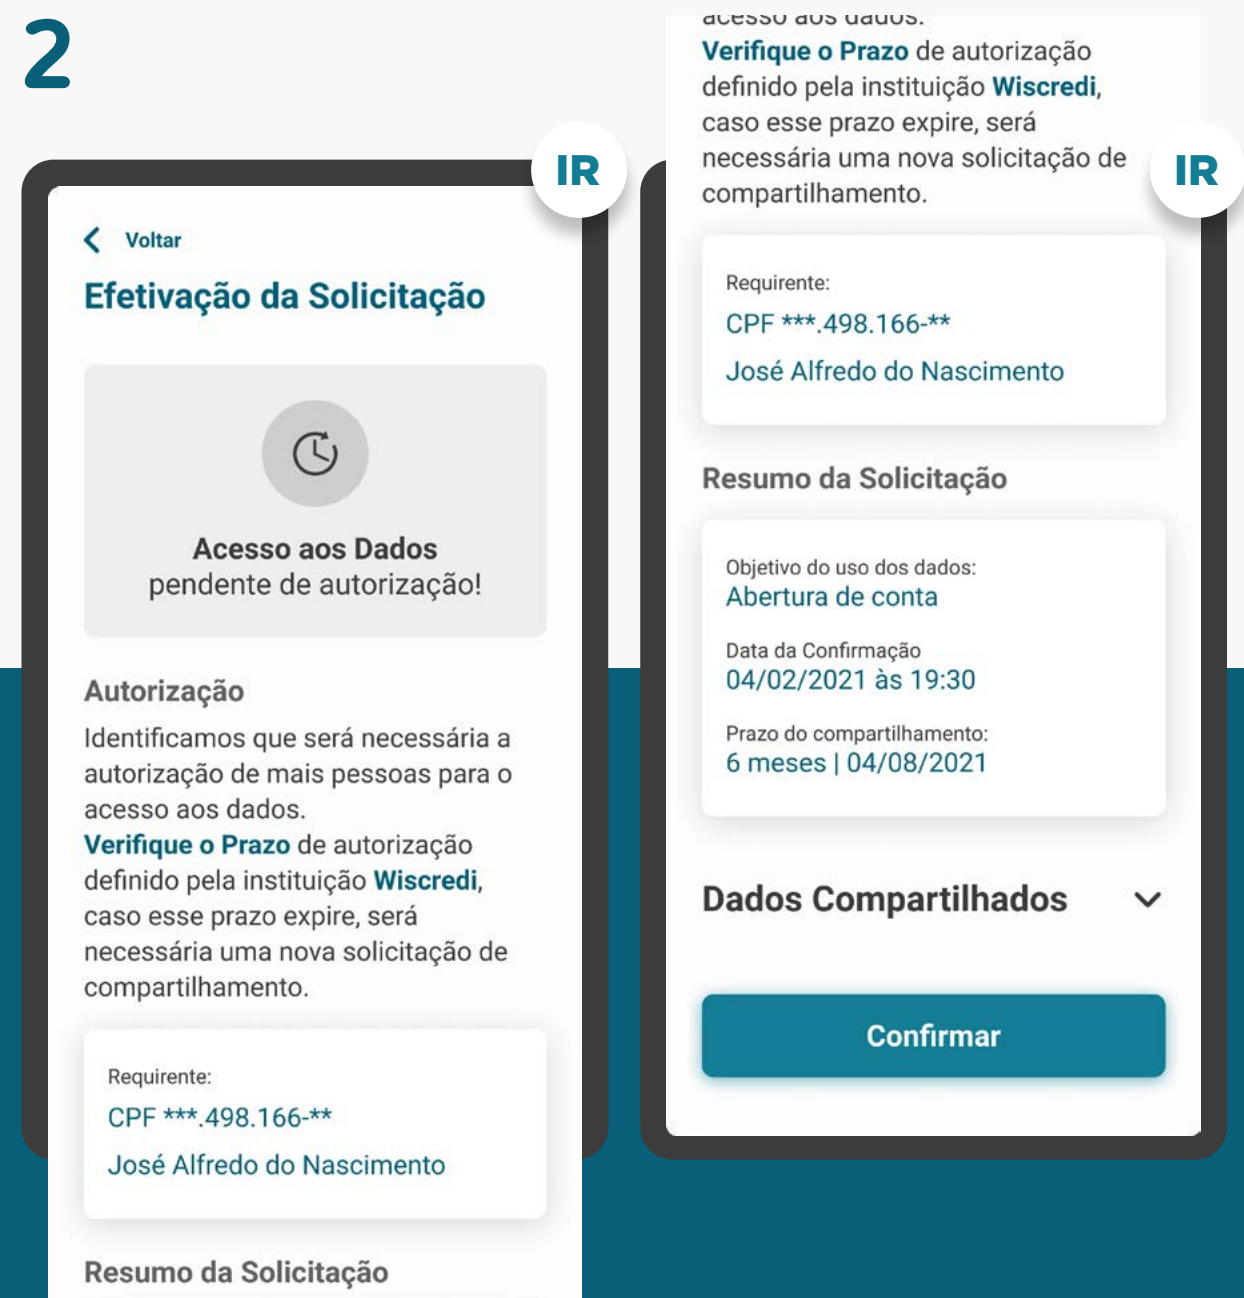 2
IR
Voltar
Efetivação da Solicitação
Acesso aos Dados
pendente de autorização!
Autorização
Identificamos que será necessária a
autorização de mais pessoas para o
acesso aos dados.
Verifique o Prazo de autorização
definido pela instituição Wiscredi,
caso esse prazo expire, será
necessária uma nova solicitação de
compartilhamento.
Requirente:
CPF ***.498.166-**
José Alfredo do Nascimento
Resumo da Solicitação
IR
acesso aos dados.
Verifique o Prazo de autorização
definido pela instituição Wiscredi,
caso esse prazo expire, será
necessária uma nova solicitação de
compartilhamento.
Requirente:
CPF ***.498.166-**
José Alfredo do Nascimento
Resumo da Solicitação
Objetivo do uso dos dados:
Abertura de conta
Data da Confirmação
04/02/2021 às 19:30
Prazo do compartilhamento:
6 meses | 04/08/2021
Dados Compartilhados
Confirmar